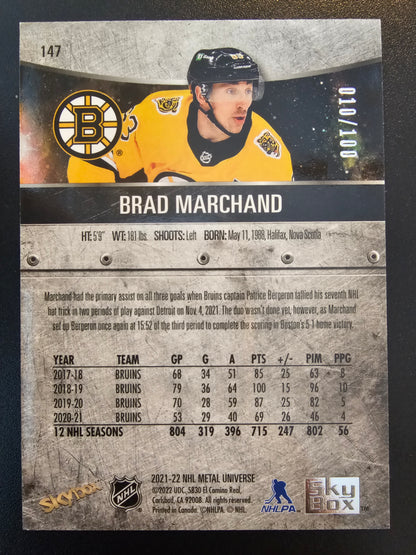 147
B
®
010/100
BRAD MARCHAND
HT: 5'9" WT: 181 lbs. SHOOTS: Left BORN: May 11, 1988, Halifax, Nova Scotia
Marchand had the primary assist on all three goals when Bruins captain Patrice Bergeron tallied his seventh NHL
hat trick in two periods of play against Detroit on Nov. 4, 2021. The duo wasn't done yet, however, as Marchand
set up Bergeron once again at 15:52 of the third period to complete the scoring in Boston's 5-1 home victory.
YEAR TEAM GP G A PTS +/- PIM PPG
2017-18 BRUINS 68 34 51 85 25 63 8
2018-19 BRUINS 79 36 64 100 15 96 10
2019-20 BRUINS 70 28 59 87 25 82 5
2020-21 BRUINS 53 29 40 69 26 46 4
12 NHL SEASONS 804 319 396 715 247 802 56
2021-22 NHL METAL UNIVERSE
©2022 UDC, 5830 El Camino Real,
Carlsbad, CA 92008. All rights reserved.
Printed in Canada. ©NHLPA. © NHL.
SkyBox
NHL
NHLPA
Sky
Box